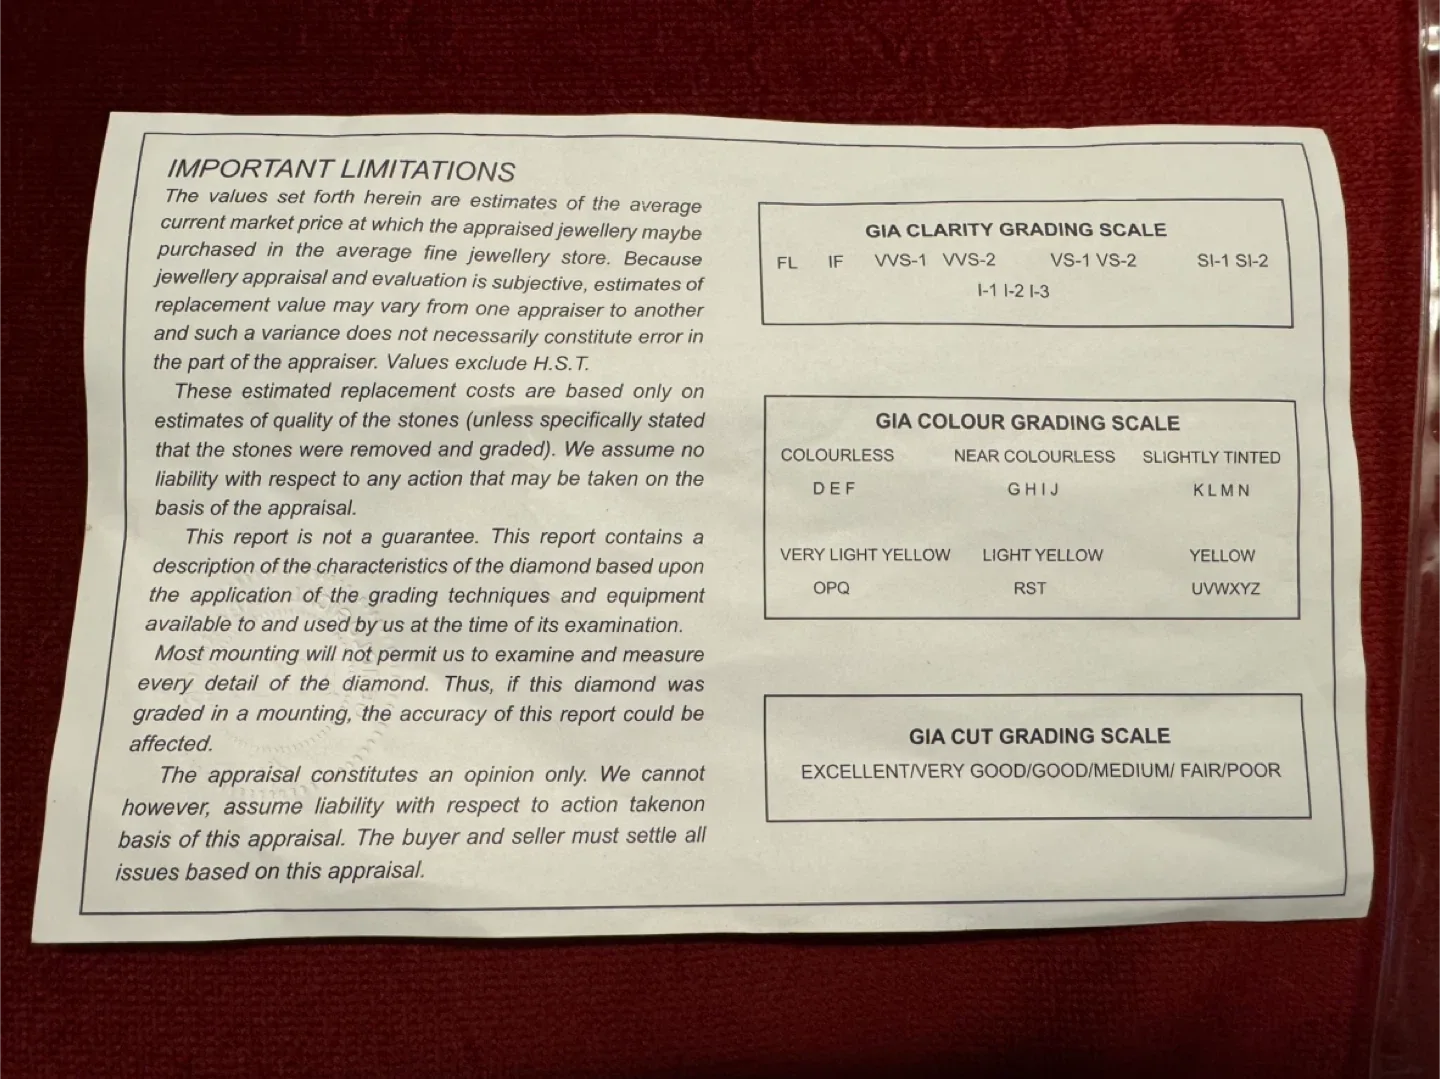 IMPORTANT LIMITATIONS
The values set forth herein are estimates of the average
current market price at which the appraised jewellery maybe
purchased in the average fine jewellery store. Because
jewellery appraisal and evaluation is subjective, estimates of
replacement value may vary from one appraiser to another
and such a variance does not necessarily constitute error in
the part of the appraiser. Values exclude H.S.T.
These estimated replacement costs are based only on
estimates of quality of the stones (unless specifically stated
that the stones were removed and graded). We assume no
liability with respect to any action that may be taken on the
basis of the appraisal.
This report is not a guarantee. This report contains a
description of the characteristics of the diamond based upon
the application of the grading techniques and equipment
available to and used by us at the time of its examination.
Most mounting will not permit us to examine and measure
every detail of the diamond. Thus, if this diamond was
graded in a mounting, the accuracy of this report could be
affected.
The appraisal constitutes an opinion only. We cannot
however, assume liability with respect to action takenon
basis of this appraisal. The buyer and seller must settle all
issues based on this appraisal.
GIA CLARITY GRADING SCALE
FL IF VVS-1 VVS-2 VS-1 VS-2 SI-1 SI-2
I-1 I-2 I-3
GIA COLOUR GRADING SCALE
COLOURLESS NEAR COLOURLESS SLIGHTLY TINTED
D E F G H I J K L M N
VERY LIGHT YELLOW LIGHT YELLOW YELLOW
OPQ RST UVWXYZ
GIA CUT GRADING SCALE
EXCELLENT/VERY GOOD/GOOD/MEDIUM/ FAIR/POOR